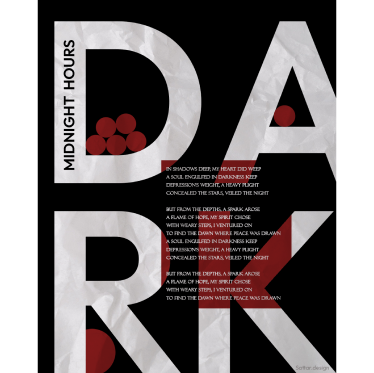 MIDNIGHT HOURS
DARK
IN SHADOWS DEEP, MY HEART DID WEEP
A SOUL ENGULFED IN DARKNESS KEEP
DEPRESSION'S WEIGHT, A HEAVY PLIGHT
CONCEALED THE STARS, VEILED THE NIGHT
BUT FROM THE DEPTHS, A SPARK AROSE
A FLAME OF HOPE, MY SPIRIT CHOSE
WITH WEARY STEPS, I VENTURED ON
TO FIND THE DAWN WHERE PEACE WAS DRAWN
A SOUL ENGULFED IN DARKNESS KEEP
DEPRESSION'S WEIGHT, A HEAVY PLIGHT
CONCEALED THE STARS, VEILED THE NIGHT
BUT FROM THE DEPTHS, A SPARK AROSE
A FLAME OF HOPE, MY SPIRIT CHOSE
WITH WEARY STEPS, I VENTURED ON
TO FIND THE DAWN WHERE PEACE WAS DRAWN